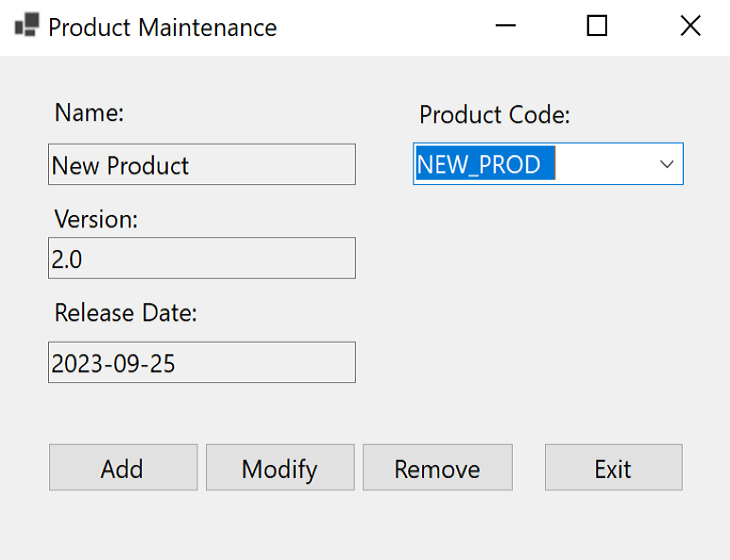 Product Maintenance
Name:
Product Code:
New Product
NEW_PROD
Version:
2.0
Release Date:
2023-09-25
Add
Modify
Remove
Exit